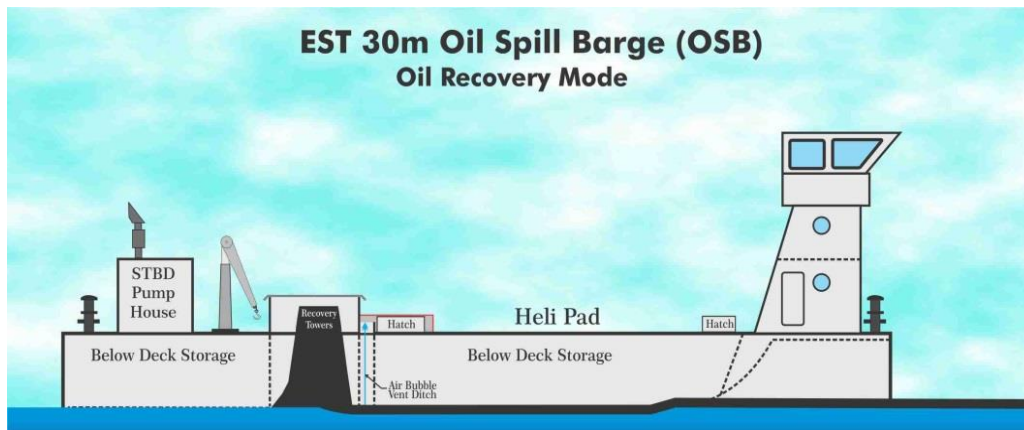 EST 30m Oil Spill Barge (OSB)
Oil Recovery Mode
STBD
Pump
House
Recovery
Towers
Hatch
Heli Pad
Hatch
Below Deck Storage
Below Deck Storage
Air Bubble
Vent Ditch